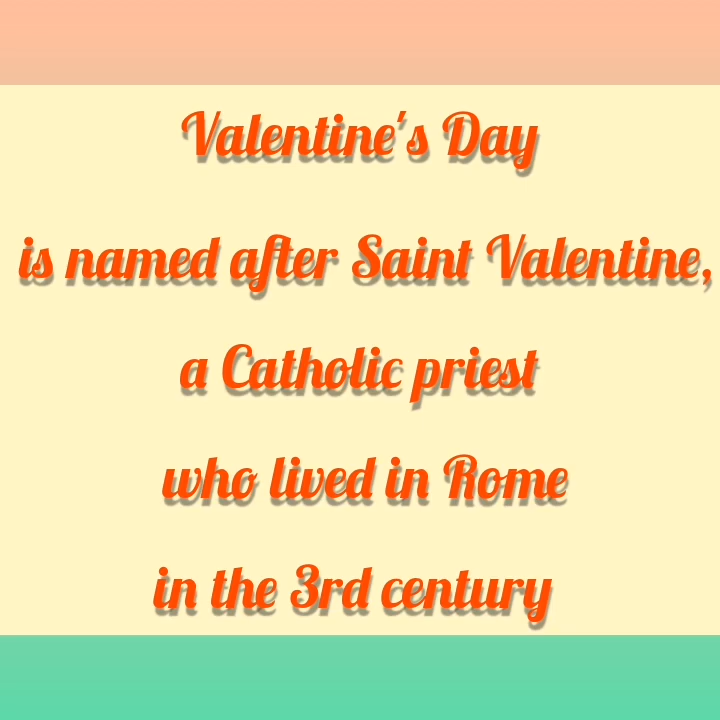 Valentine's Day
is named after Saint Valentine,
a Catholic priest
who lived in Rome
in the 3rd century